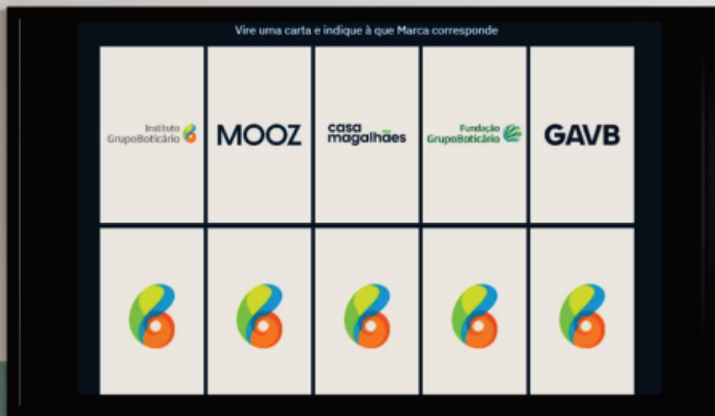 Vire uma carta e indique à que Marca corresponde
Instituto
GrupoBoticário
MOOZ
casa
magalhães
Fundação
GrupoBoticário
GAVB